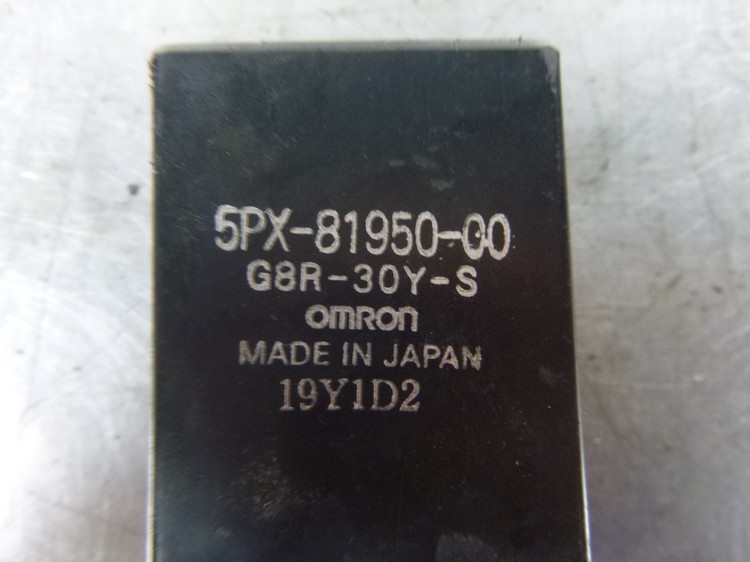 5PX-81950-00
G8R-30Y-S
omron
MADE IN JAPAN
19Y1D2